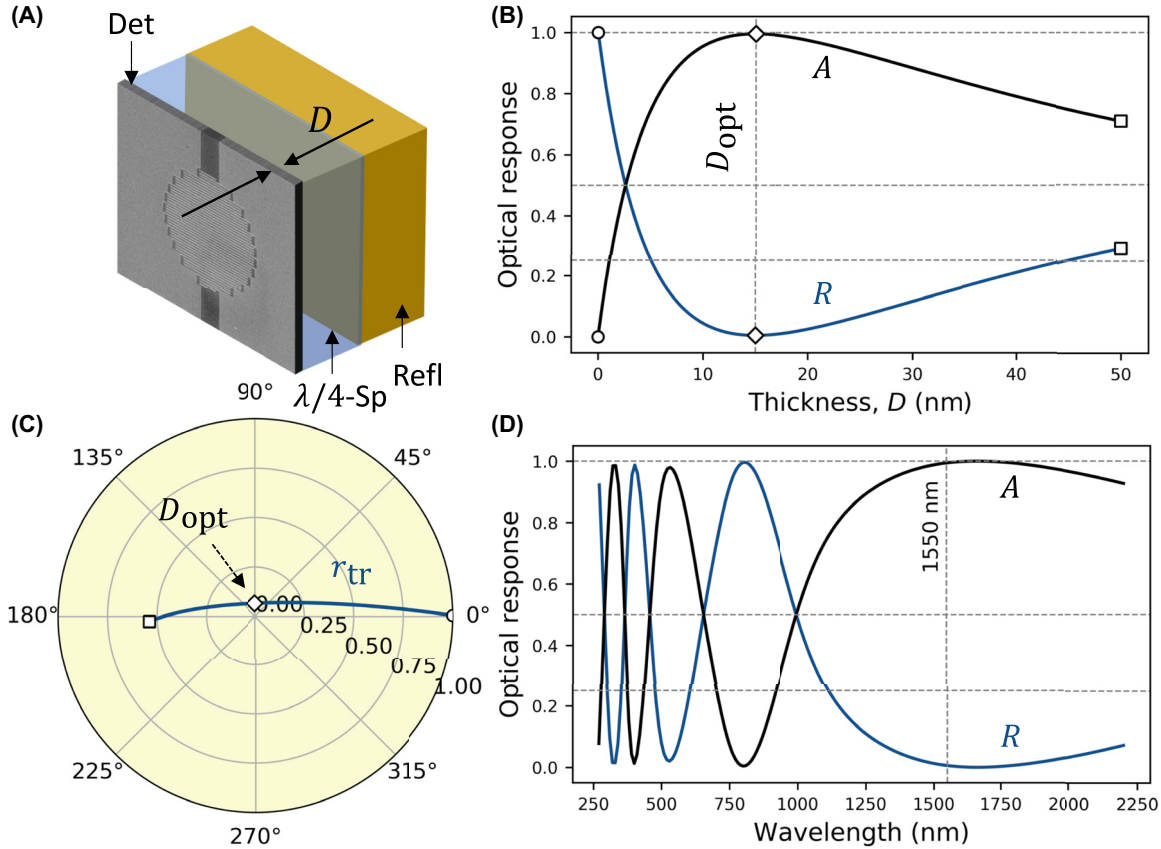 (A)
Det
D
λ/4-Sp
Refl
(B)
Optical response
1.0
0.8
0.6
0.4
0.2
0.0
A
Dopt
R
0
10
20
30
40
50
Thickness, D (nm)
(C)
90°
135°
45°
Dopt
rtr
180°
0°
0.00
0.25
0.50
0.75
1.00
225°
315°
270°
(D)
Optical response
1.0
0.8
0.6
0.4
0.2
0.0
1550 nm
A
R
250
500
750
1000
1250
1500
1750
2000
2250
Wavelength (nm)